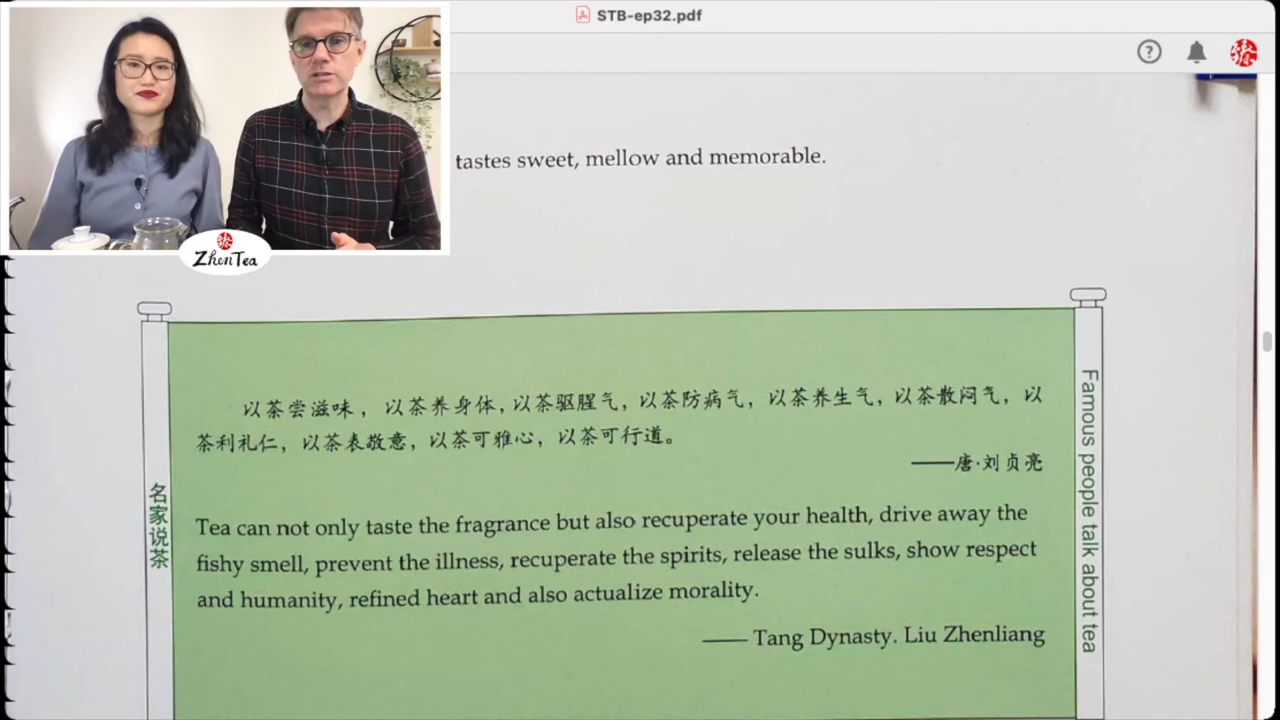 STB-ep32.pdf
?
ZhenTea
tastes sweet, mellow and memorable.
以茶尝滋味，以茶养身体，以茶驱腥气，以茶防病气，以茶养生气，以茶散闷气，以
茶利礼仁，以茶表敬意，以茶可雅心，以茶可行道。
——唐·刘贞亮
名家说茶
Tea can not only taste the fragrance but also recuperate your health, drive away the
fishy smell, prevent the illness, recuperate the spirits, release the sulks, show respect
and humanity, refined heart and also actualize morality.
—— Tang Dynasty. Liu Zhenliang
Famous people talk about tea